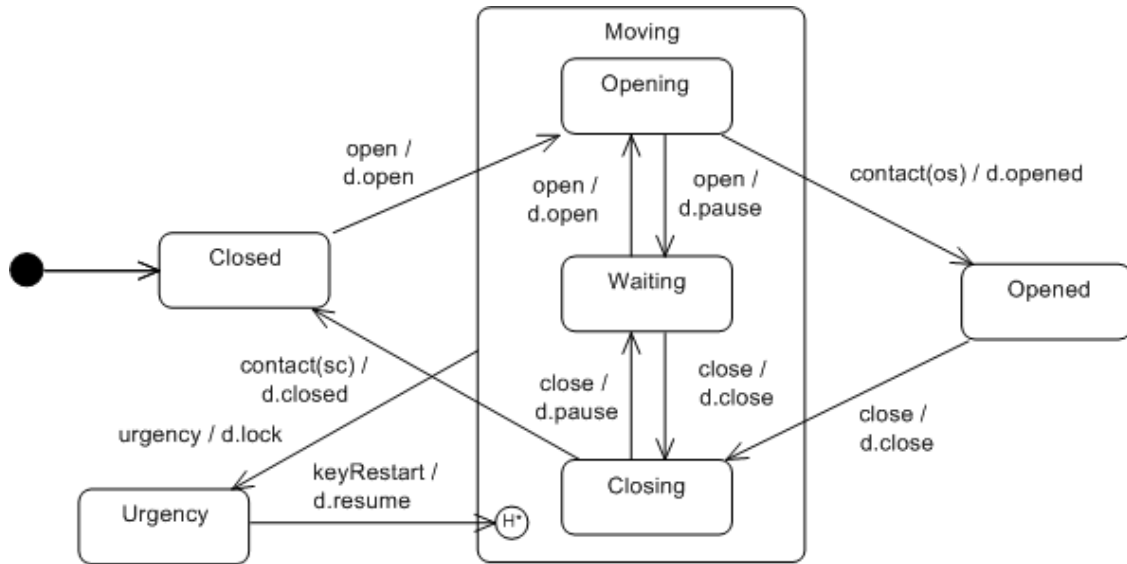 Moving
Opening
open /
d.open
open /
d.open
open /
d.pause
contact(os) / d.opened
Closed
Waiting
Opened
contact(sc) /
d.closed
close /
d.pause
close /
d.close
close /
d.close
urgency / d.lock
keyRestart /
d.resume
Urgency
H*
Closing